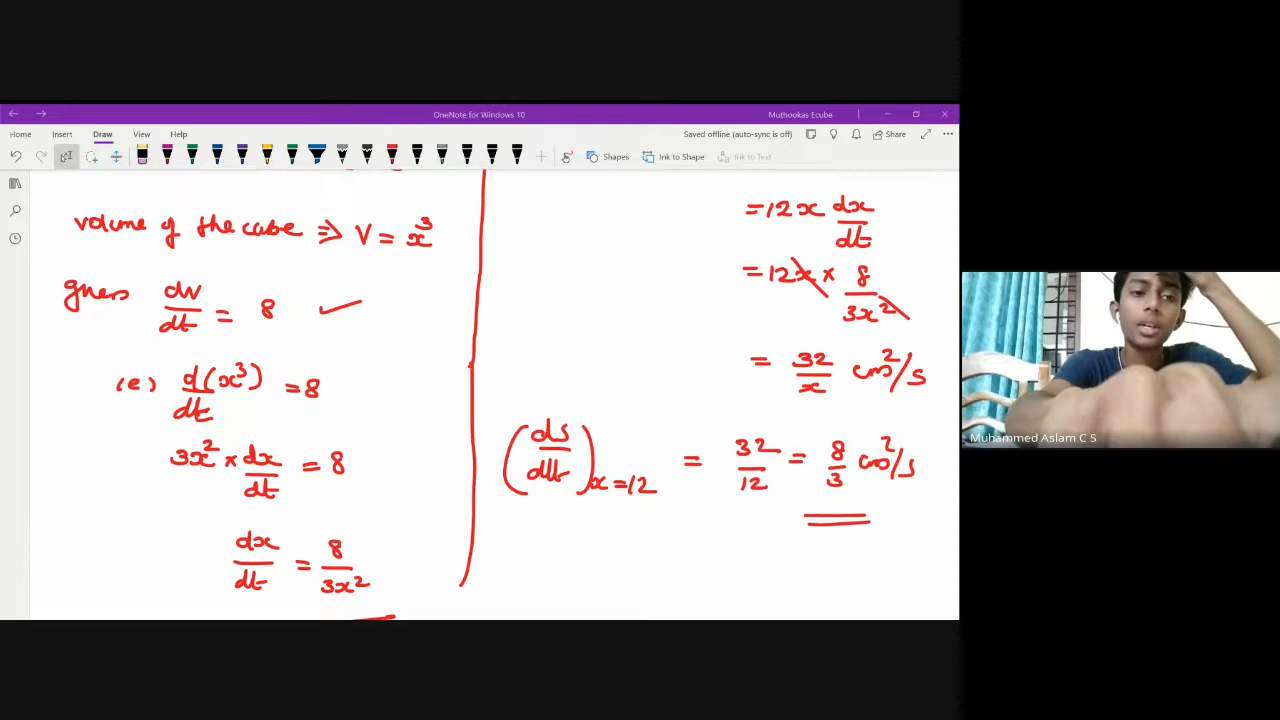 OneNote for Windows 10
Muthookas Ecube
Home Insert Draw View Help
Saved offline (auto-sync is off)
Share
Shapes
Ink to Shape
Ink to Text
volume of the cube ⇒ V = x³
given dv/dt = 8 ✓
(e) d(x³)/dt = 8
3x² × dx/dt = 8
dx/dt = 8/3x²
= 12x dx/dt
= 12x × 8/3x²
= 32/x cm²/s
(ds/dt)x=12 = 32/12 = 8/3 cm²/s
Muhammed Aslam C S